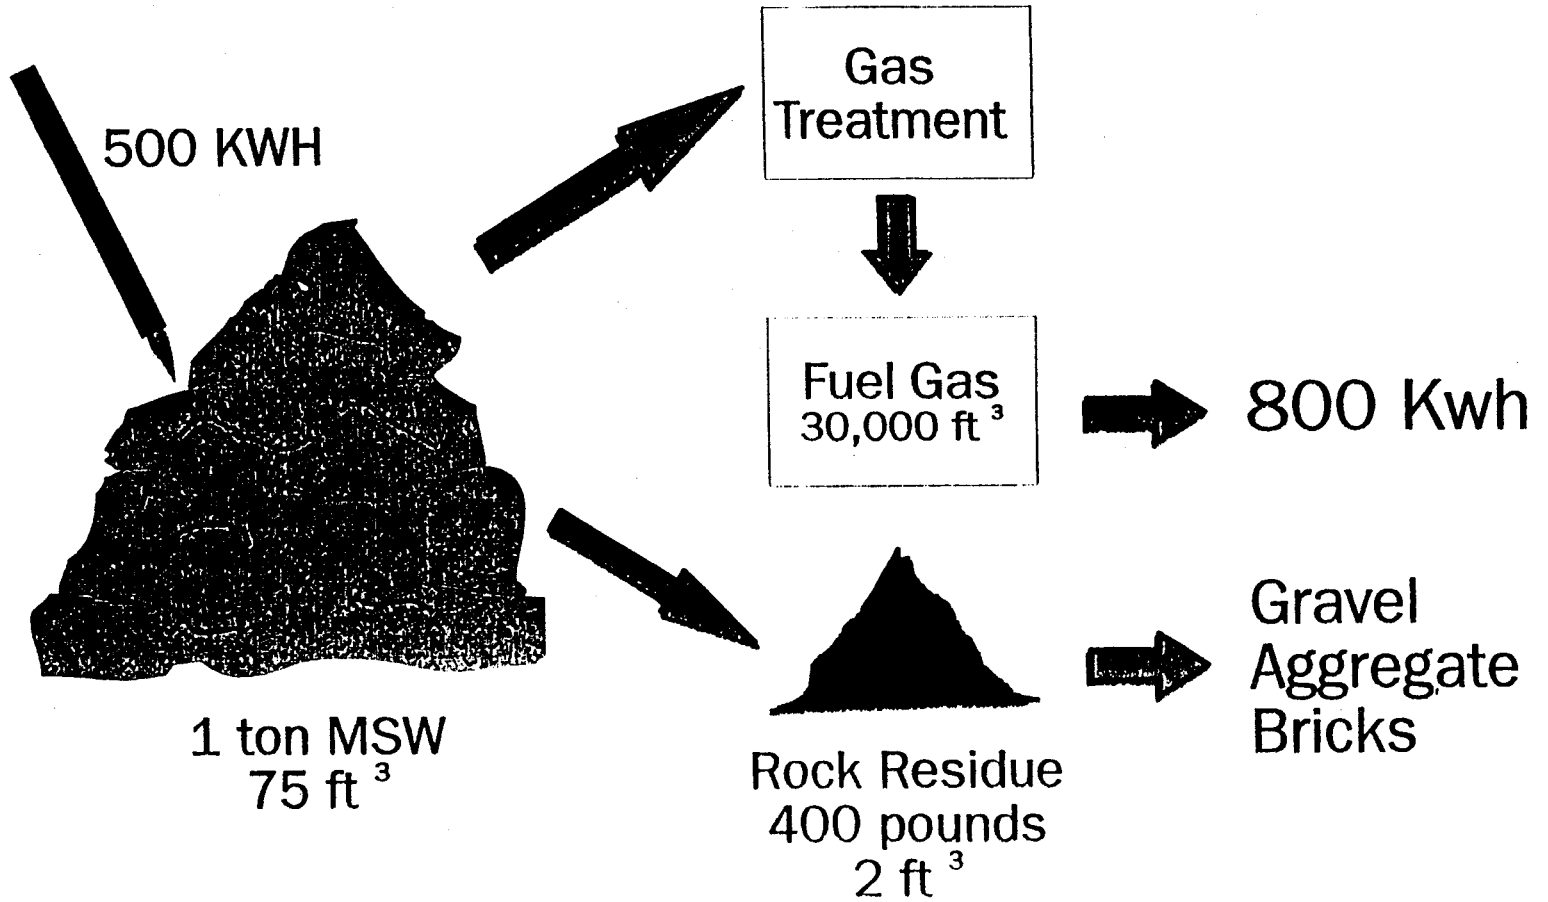 500 KWH
Gas
Treatment
Fuel Gas
30,000 ft ³
800 Kwh
1 ton MSW
75 ft ³
Rock Residue
400 pounds
2 ft ³
Gravel
Aggregate
Bricks